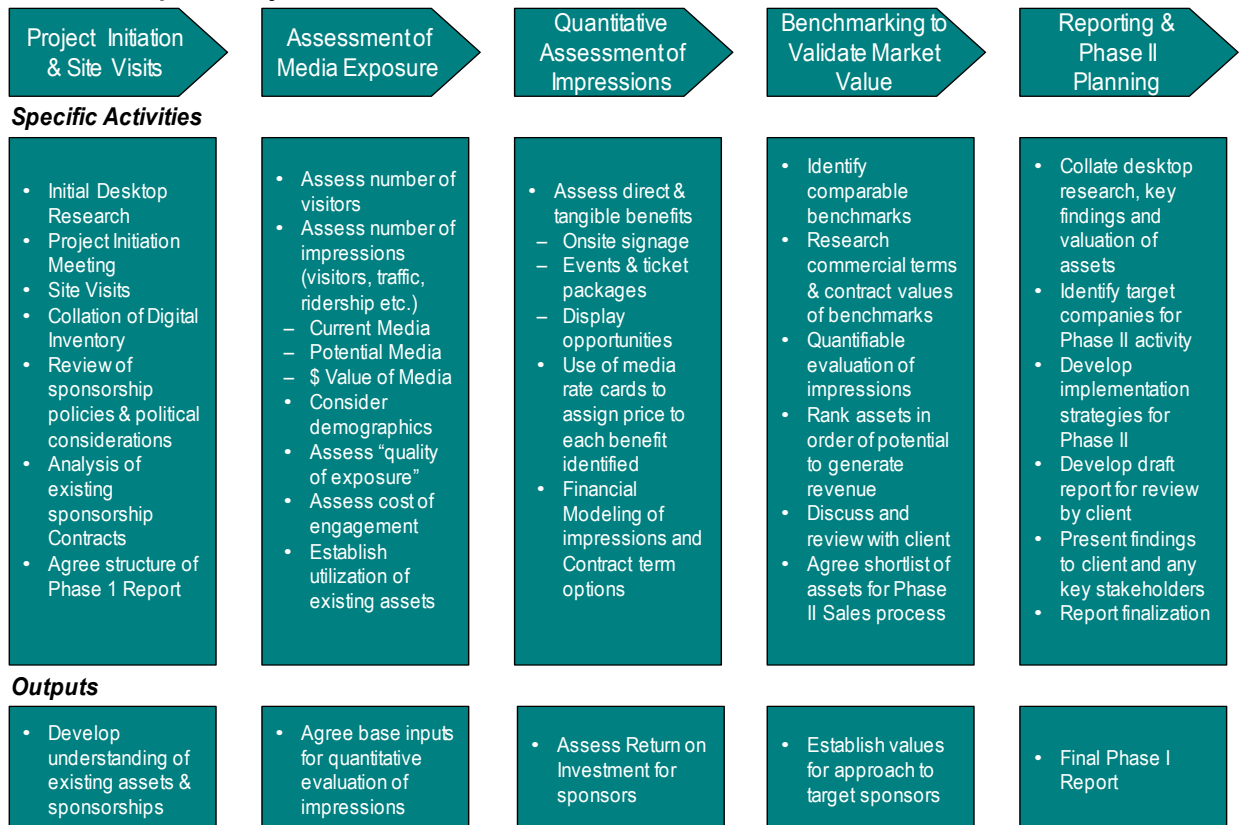 Project Initiation
& Site Visits
Assessment of
Media Exposure
Quantitative
Assessment of
Impressions
Benchmarking to
Validate Market
Value
Reporting &
Phase II
Planning
Specific Activities
• Initial Desktop
Research
• Project Initiation
Meeting
• Site Visits
• Collation of Digital
Inventory
• Review of
sponsorship
policies & political
considerations
• Analysis of
existing
sponsorship
Contracts
• Agree structure of
Phase 1 Report
• Assess number of
visitors
• Assess number of
impressions
(visitors, traffic,
ridership etc.)
– Current Media
– Potential Media
– $ Value of Media
• Consider
demographics
• Assess “quality
of exposure”
• Assess cost of
engagement
• Establish
utilization of
existing assets
• Assess direct &
tangible benefits
– Onsite signage
– Events & ticket
packages
– Display
opportunities
• Use of media
rate cards to
assign price to
each benefit
identified
• Financial
Modeling of
impressions and
Contract term
options
• Identify
comparable
benchmarks
• Research
commercial terms
& contract values
of benchmarks
• Quantifiable
evaluation of
impressions
• Rank assets in
order of potential
to generate
revenue
• Discuss and
review with client
• Agree shortlist of
assets for Phase
II Sales process
• Collate desktop
research, key
findings and
valuation of
assets
• Identify target
companies for
Phase II activity
• Develop
implementation
strategies for
Phase II
• Develop draft
report for review
by client
• Present findings
to client and any
key stakeholders
• Report finalization
Outputs
• Develop
understanding of
existing assets &
sponsorships
• Agree base inputs
for quantitative
evaluation of
impressions
• Assess Return on
Investment for
sponsors
• Establish values
for approach to
target sponsors
• Final Phase I
Report